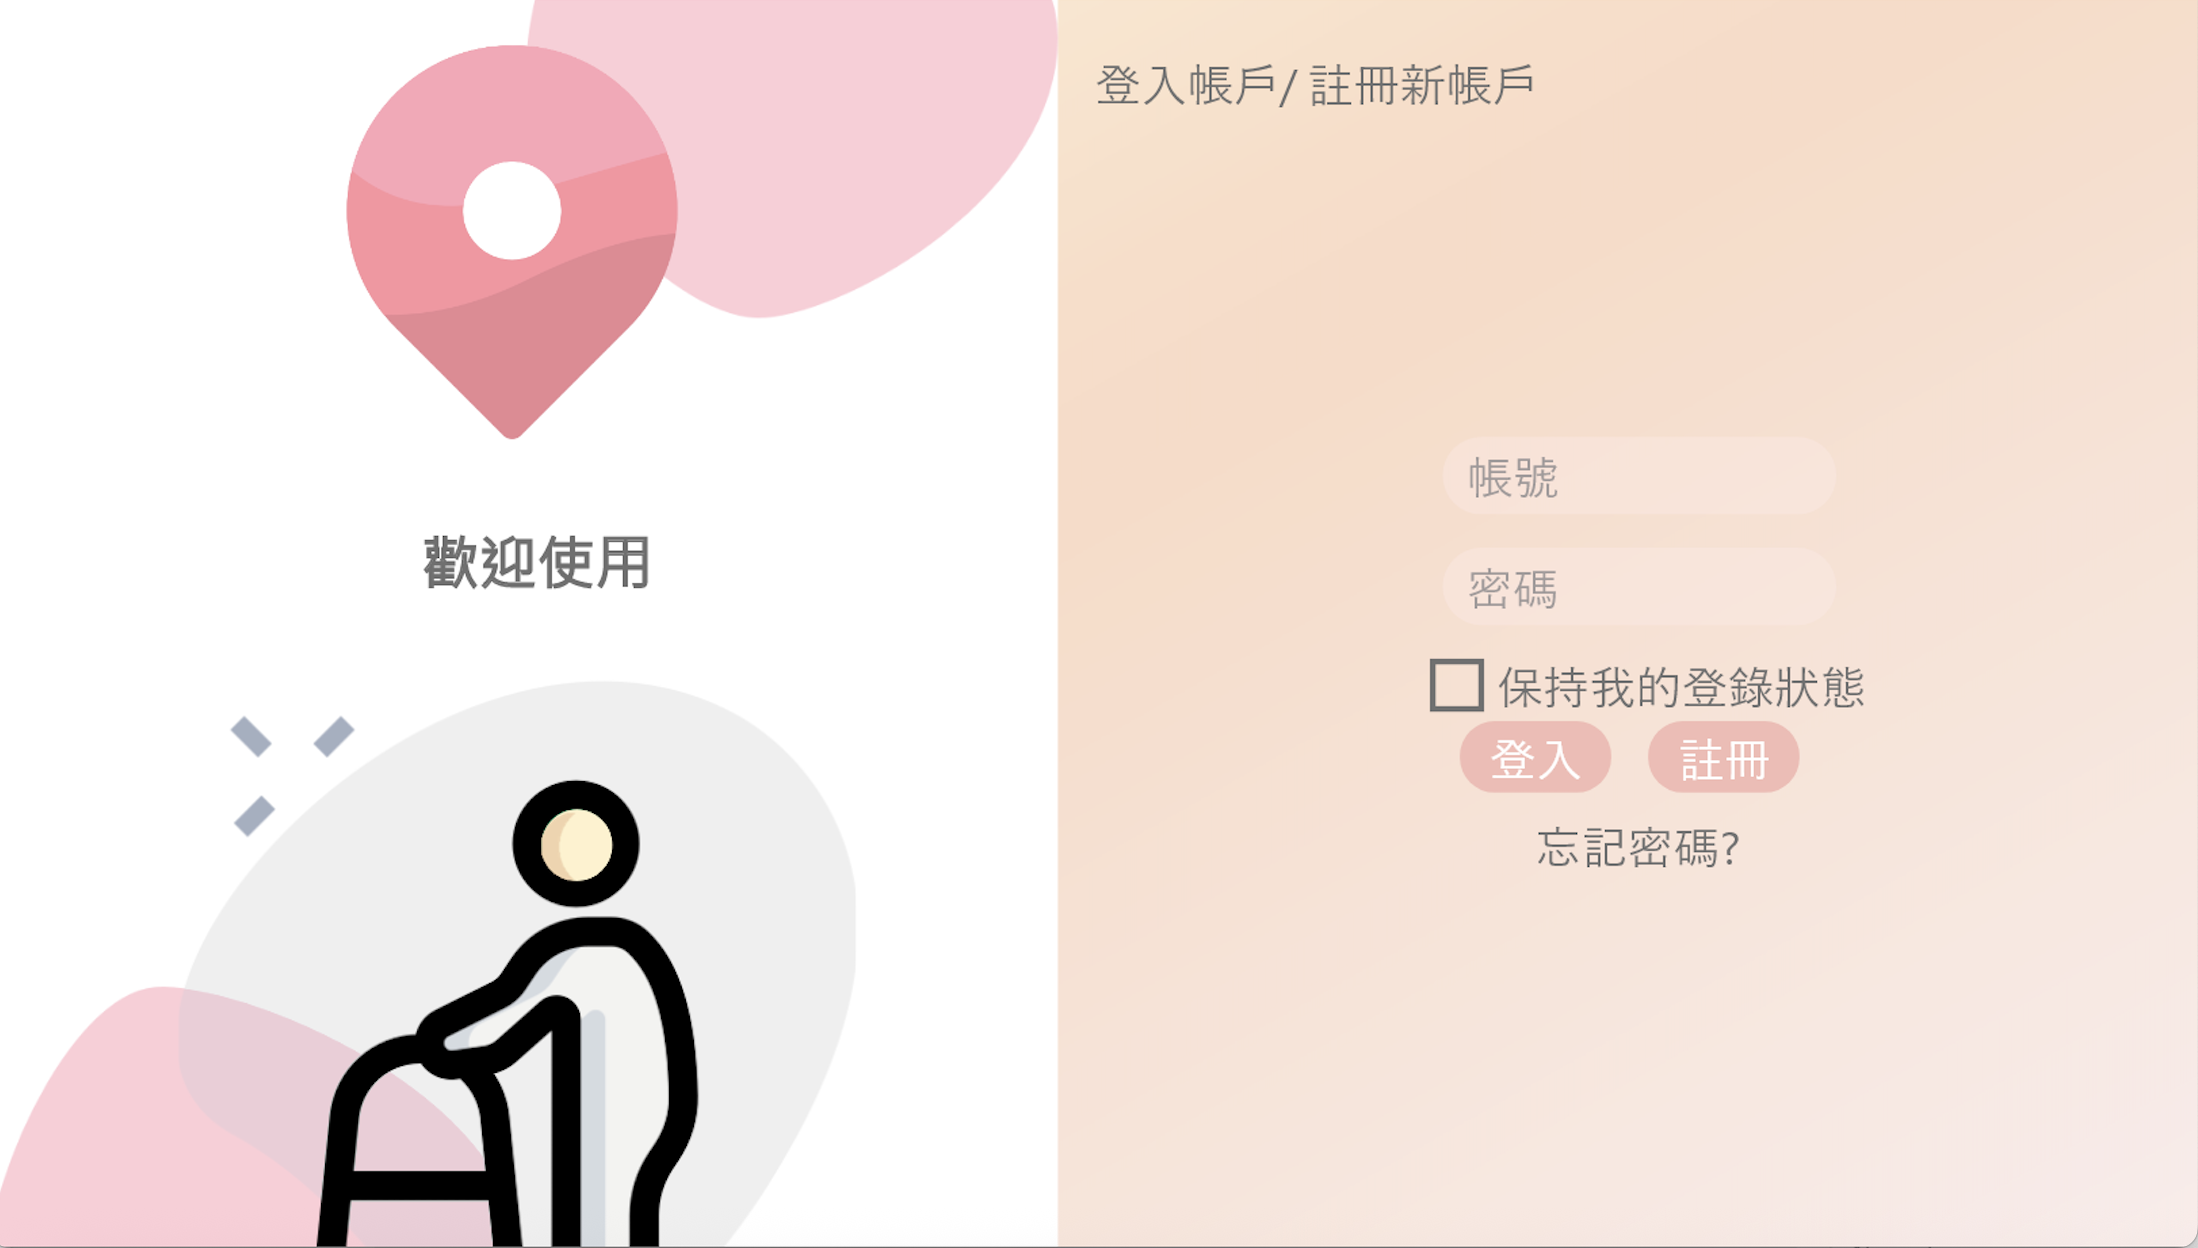 登入帳戶/ 註冊新帳戶
歡迎使用
帳號
密碼
保持我的登錄狀態
登入 註冊
忘記密碼?